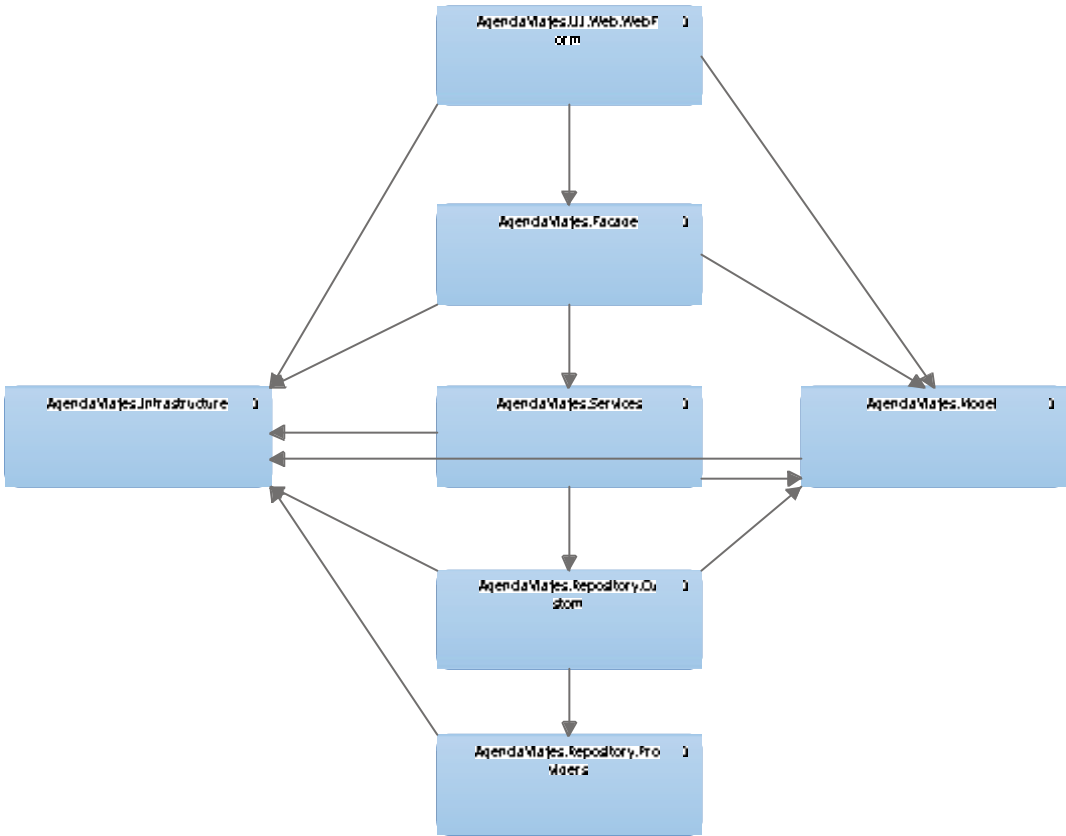 AgendaViajes.UI.Web.WebF
orm
AgendaViajes.Facade
AgendaViajes.Infrastructure
AgendaViajes.Services
AgendaViajes.Model
AgendaViajes.Repository.Cu
stom
AgendaViajes.Repository.Pro
viders